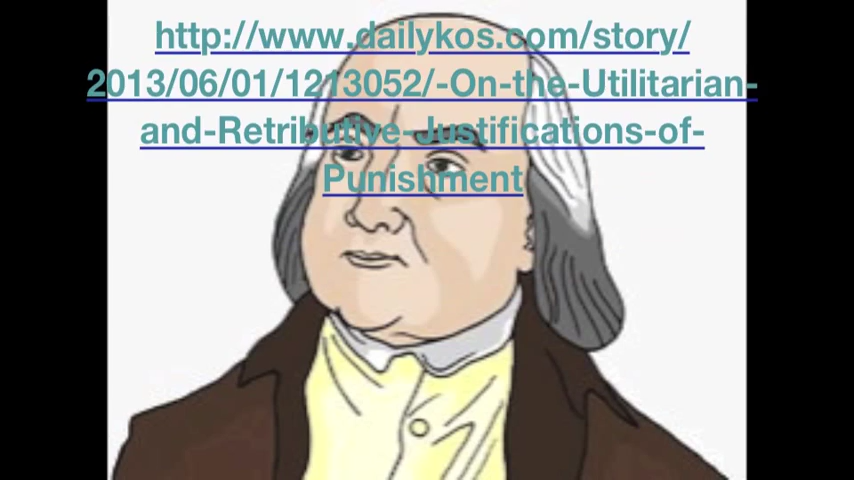 http://www.dailykos.com/story/
2013/06/01/1213052/-On-the-Utilitarian-
and-Retributive-Justifications-of-
Punishment